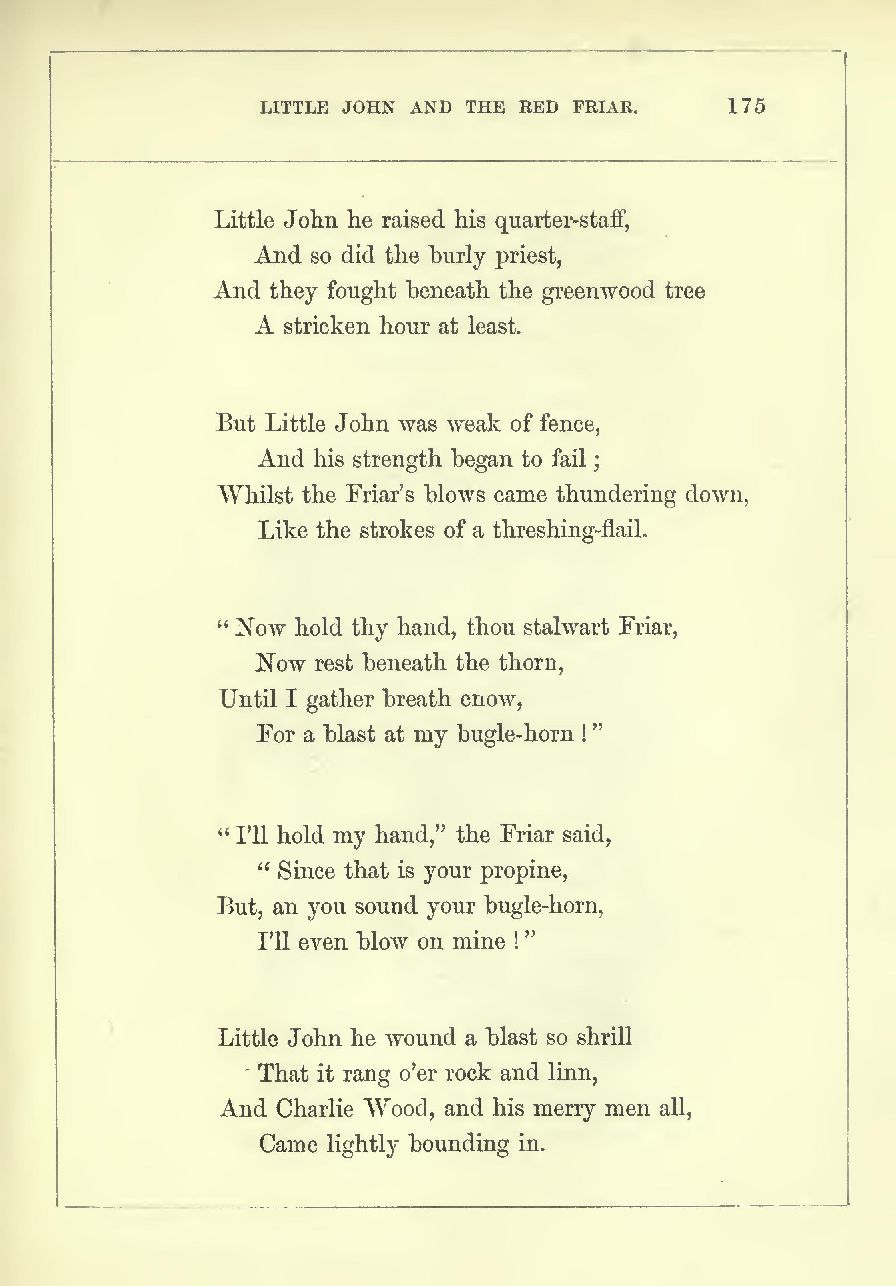 LITTLE JOHN AND THE RED FRIAR. 175
Little John he raised his quarter-staff,
And so did the burly priest,
And they fought beneath the greenwood tree
A stricken hour at least.
But Little John was weak of fence,
And his strength began to fail ;
Whilst the Friar's blows came thundering down,
Like the strokes of a threshing-flail.
“ Now hold thy hand, thou stalwart Friar,
Now rest beneath the thorn,
Until I gather breath enow,
For a blast at my bugle-horn ! ”
“ I'll hold my hand,” the Friar said,
“ Since that is your propine,
But, an you sound your bugle-horn,
I'll even blow on mine ! ”
Little John he wound a blast so shrill
That it rang o'er rock and linn,
And Charlie Wood, and his merry men all,
Came lightly bounding in.